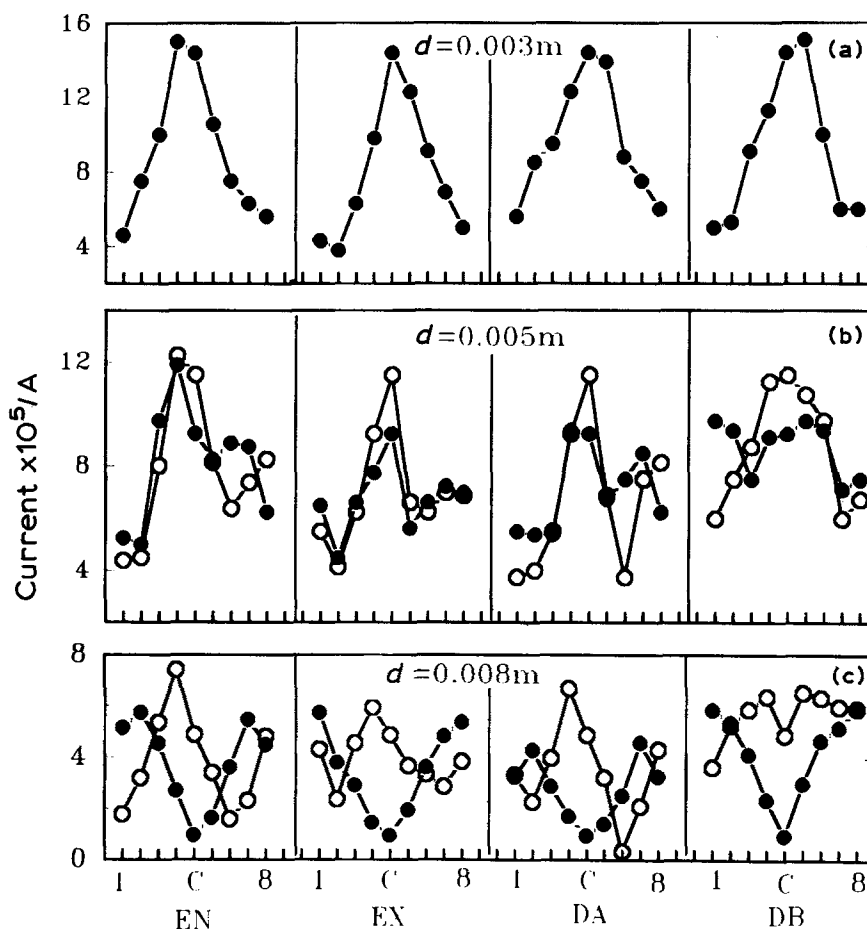 16
12
8
4
d=0.003m
(a)
12
8
4
d=0.005m
(b)
Current x10⁵/A
8
4
0
d=0.008m
(c)
1 C 8 1 C 8 1 C 8 1 C 8
EN EX DA DB